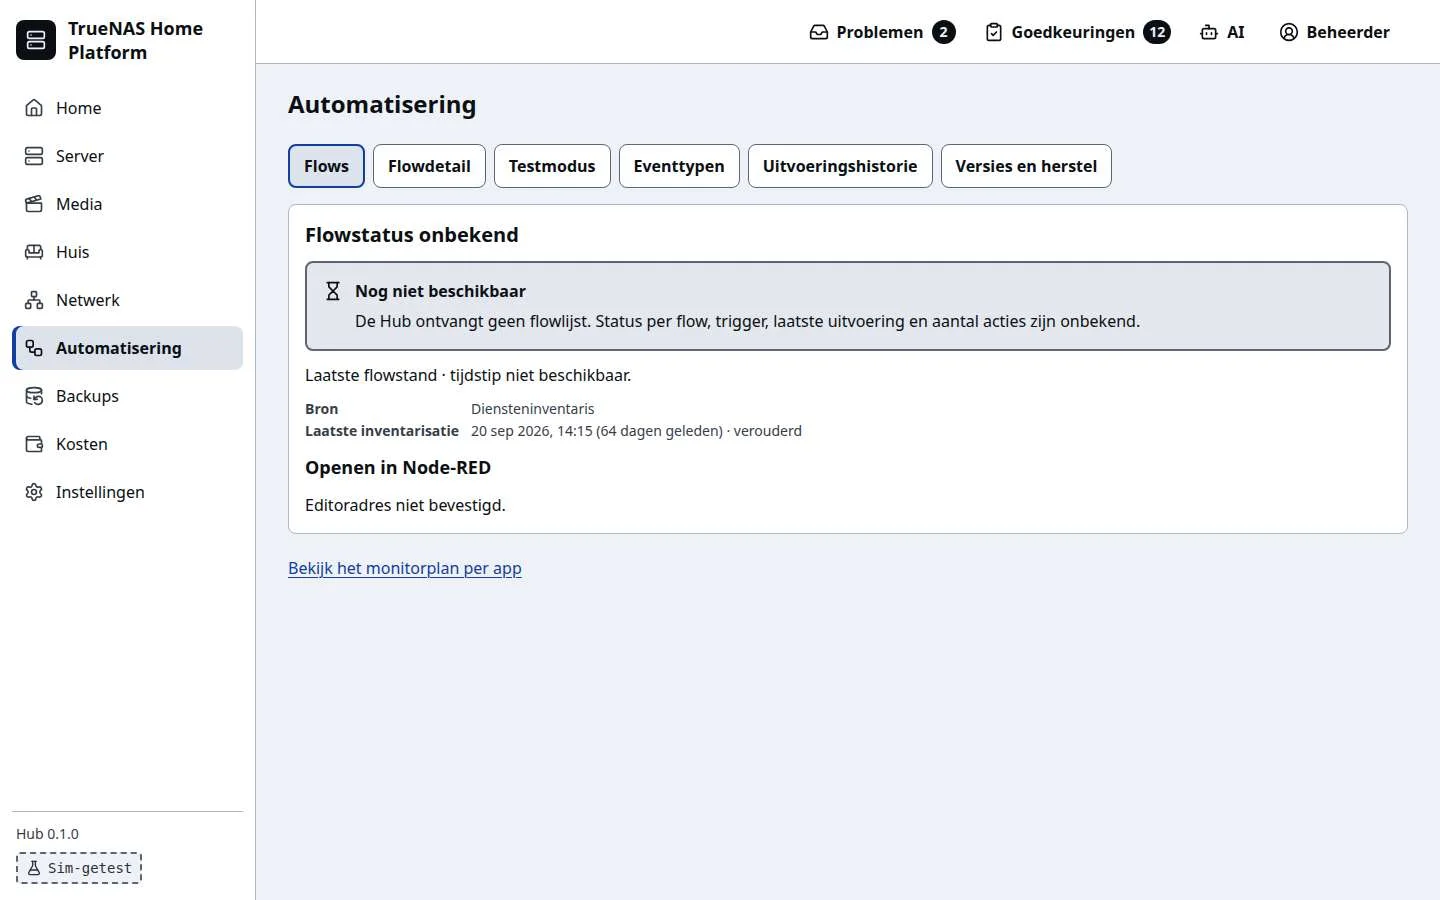 TrueNAS Home
Platform
Problemen 2
Goedkeuringen 12
AI
Beheerder
Home
Server
Media
Huis
Netwerk
Automatisering
Backups
Kosten
Instellingen
Hub 0.1.0
Sim-getest
Automatisering
Flows
Flowdetail
Testmodus
Eventtypen
Uitvoeringshistorie
Versies en herstel
Flowstatus onbekend
Nog niet beschikbaar
De Hub ontvangt geen flowlijst. Status per flow, trigger, laatste uitvoering en aantal acties zijn onbekend.
Laatste flowstand · tijdstip niet beschikbaar.
Bron Diensteninventaris
Laatste inventarisatie 20 sep 2026, 14:15 (64 dagen geleden) · verouderd
Openen in Node-RED
Editoradres niet bevestigd.
Bekijk het monitorplan per app